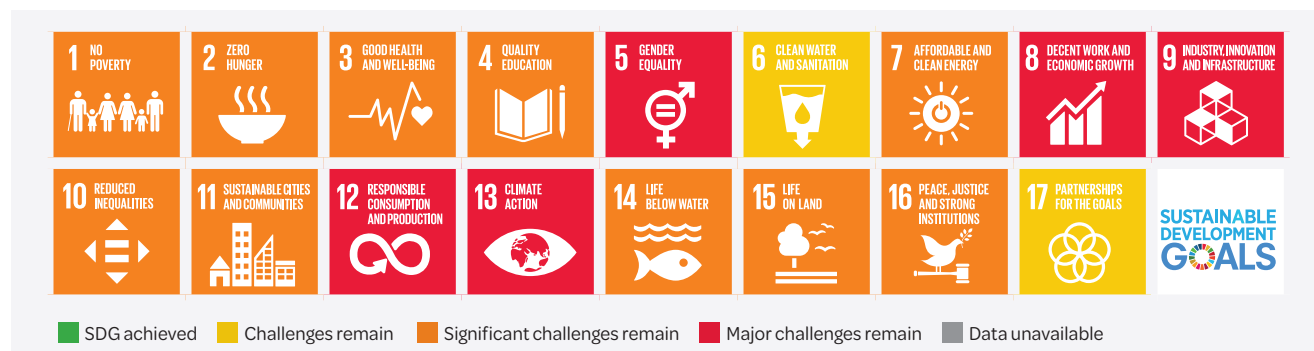 1 NO
POVERTY
2 ZERO
HUNGER
3 GOOD HEALTH
AND WELL-BEING
4 QUALITY
EDUCATION
5 GENDER
EQUALITY
6 CLEAN WATER
AND SANITATION
7 AFFORDABLE AND
CLEAN ENERGY
8 DECENT WORK AND
ECONOMIC GROWTH
9 INDUSTRY, INNOVATION
AND INFRASTRUCTURE
10 REDUCED
INEQUALITIES
11 SUSTAINABLE CITIES
AND COMMUNITIES
12 RESPONSIBLE
CONSUMPTION
AND PRODUCTION
13 CLIMATE
ACTION
14 LIFE
BELOW WATER
15 LIFE
ON LAND
16 PEACE, JUSTICE
AND STRONG
INSTITUTIONS
17 PARTNERSHIPS
FOR THE GOALS
SUSTAINABLE
DEVELOPMENT
GOALS
SDG achieved
Challenges remain
Significant challenges remain
Major challenges remain
Data unavailable